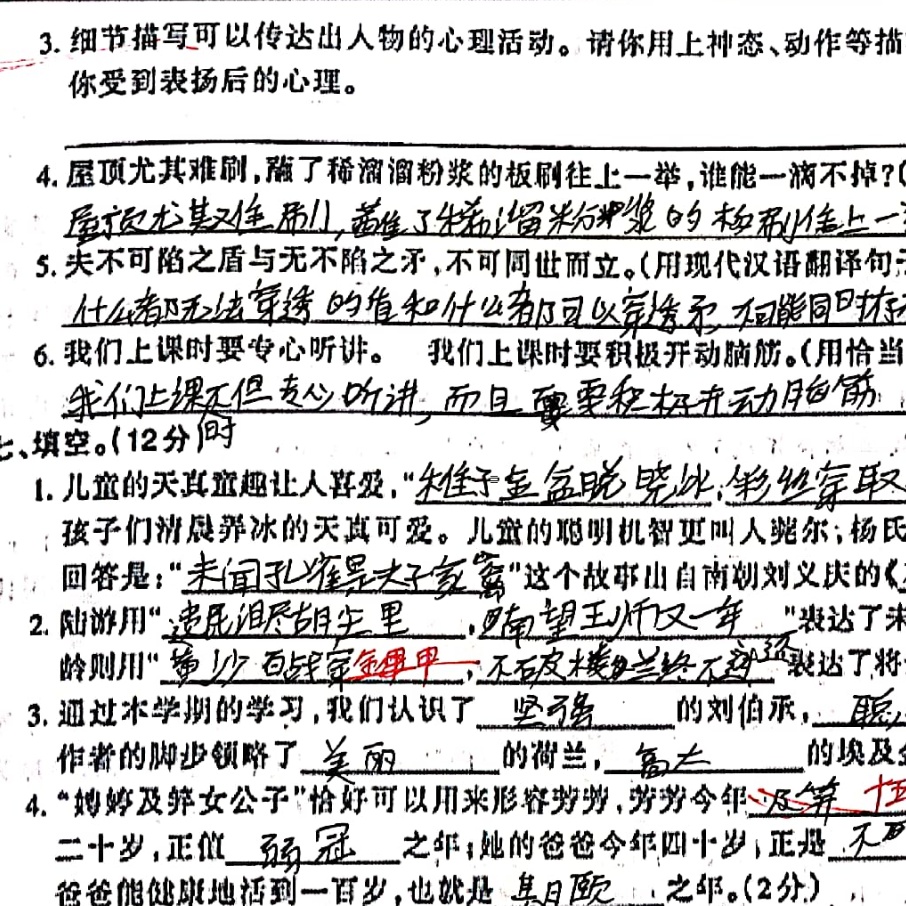 3. 细节描写可以传达出人物的心理活动。请你用上神态、动作等描
你受到表扬后的心理。
4. 屋顶尤其难刷,蘸了稀溜溜粉浆的板刷往上一举,谁能一滴不掉?(
屋顶尤其又佳刷,蘸了稀溜粉浆的板刷往上一
5. 夫不可陷之盾与无不陷之矛,不可同世而立。(用现代汉语翻译句
什么都无法穿透的盾和什么都可以穿透矛,不可能同时存
6. 我们上课时要专心听讲。 我们上课时要积极开动脑筋。(用恰当
我们上课时不但专心听讲,而且要积极开动脑筋
七、填空。(12分)
1. 儿童的天真童趣让人喜爱,“稚子金盆脱晓冰,彩丝穿取
孩子们清晨弄冰的天真可爱。儿童的聪明机智更叫人莞尔;杨氏
回答是:“未闻孔雀是夫子家禽”这个故事出自南朝刘义庆的《
2. 陆游用“遗民泪尽胡尘里,南望王师又一年”表达了
龄则用“黄沙百战穿金甲,不破楼兰终不还”表达了将
3. 通过本学期的学习,我们认识了坚强的刘伯承,聪
作者的脚步领略了美丽的荷兰,高大的埃及
4. “娉婷及笄女公子”恰好可以用来形容芳芳,芳芳今年及笄 十五
二十岁,正值弱冠之年;她的爸爸今年四十岁,正是不
爸爸能健康地活到一百岁,也就是期颐之年。(2分)